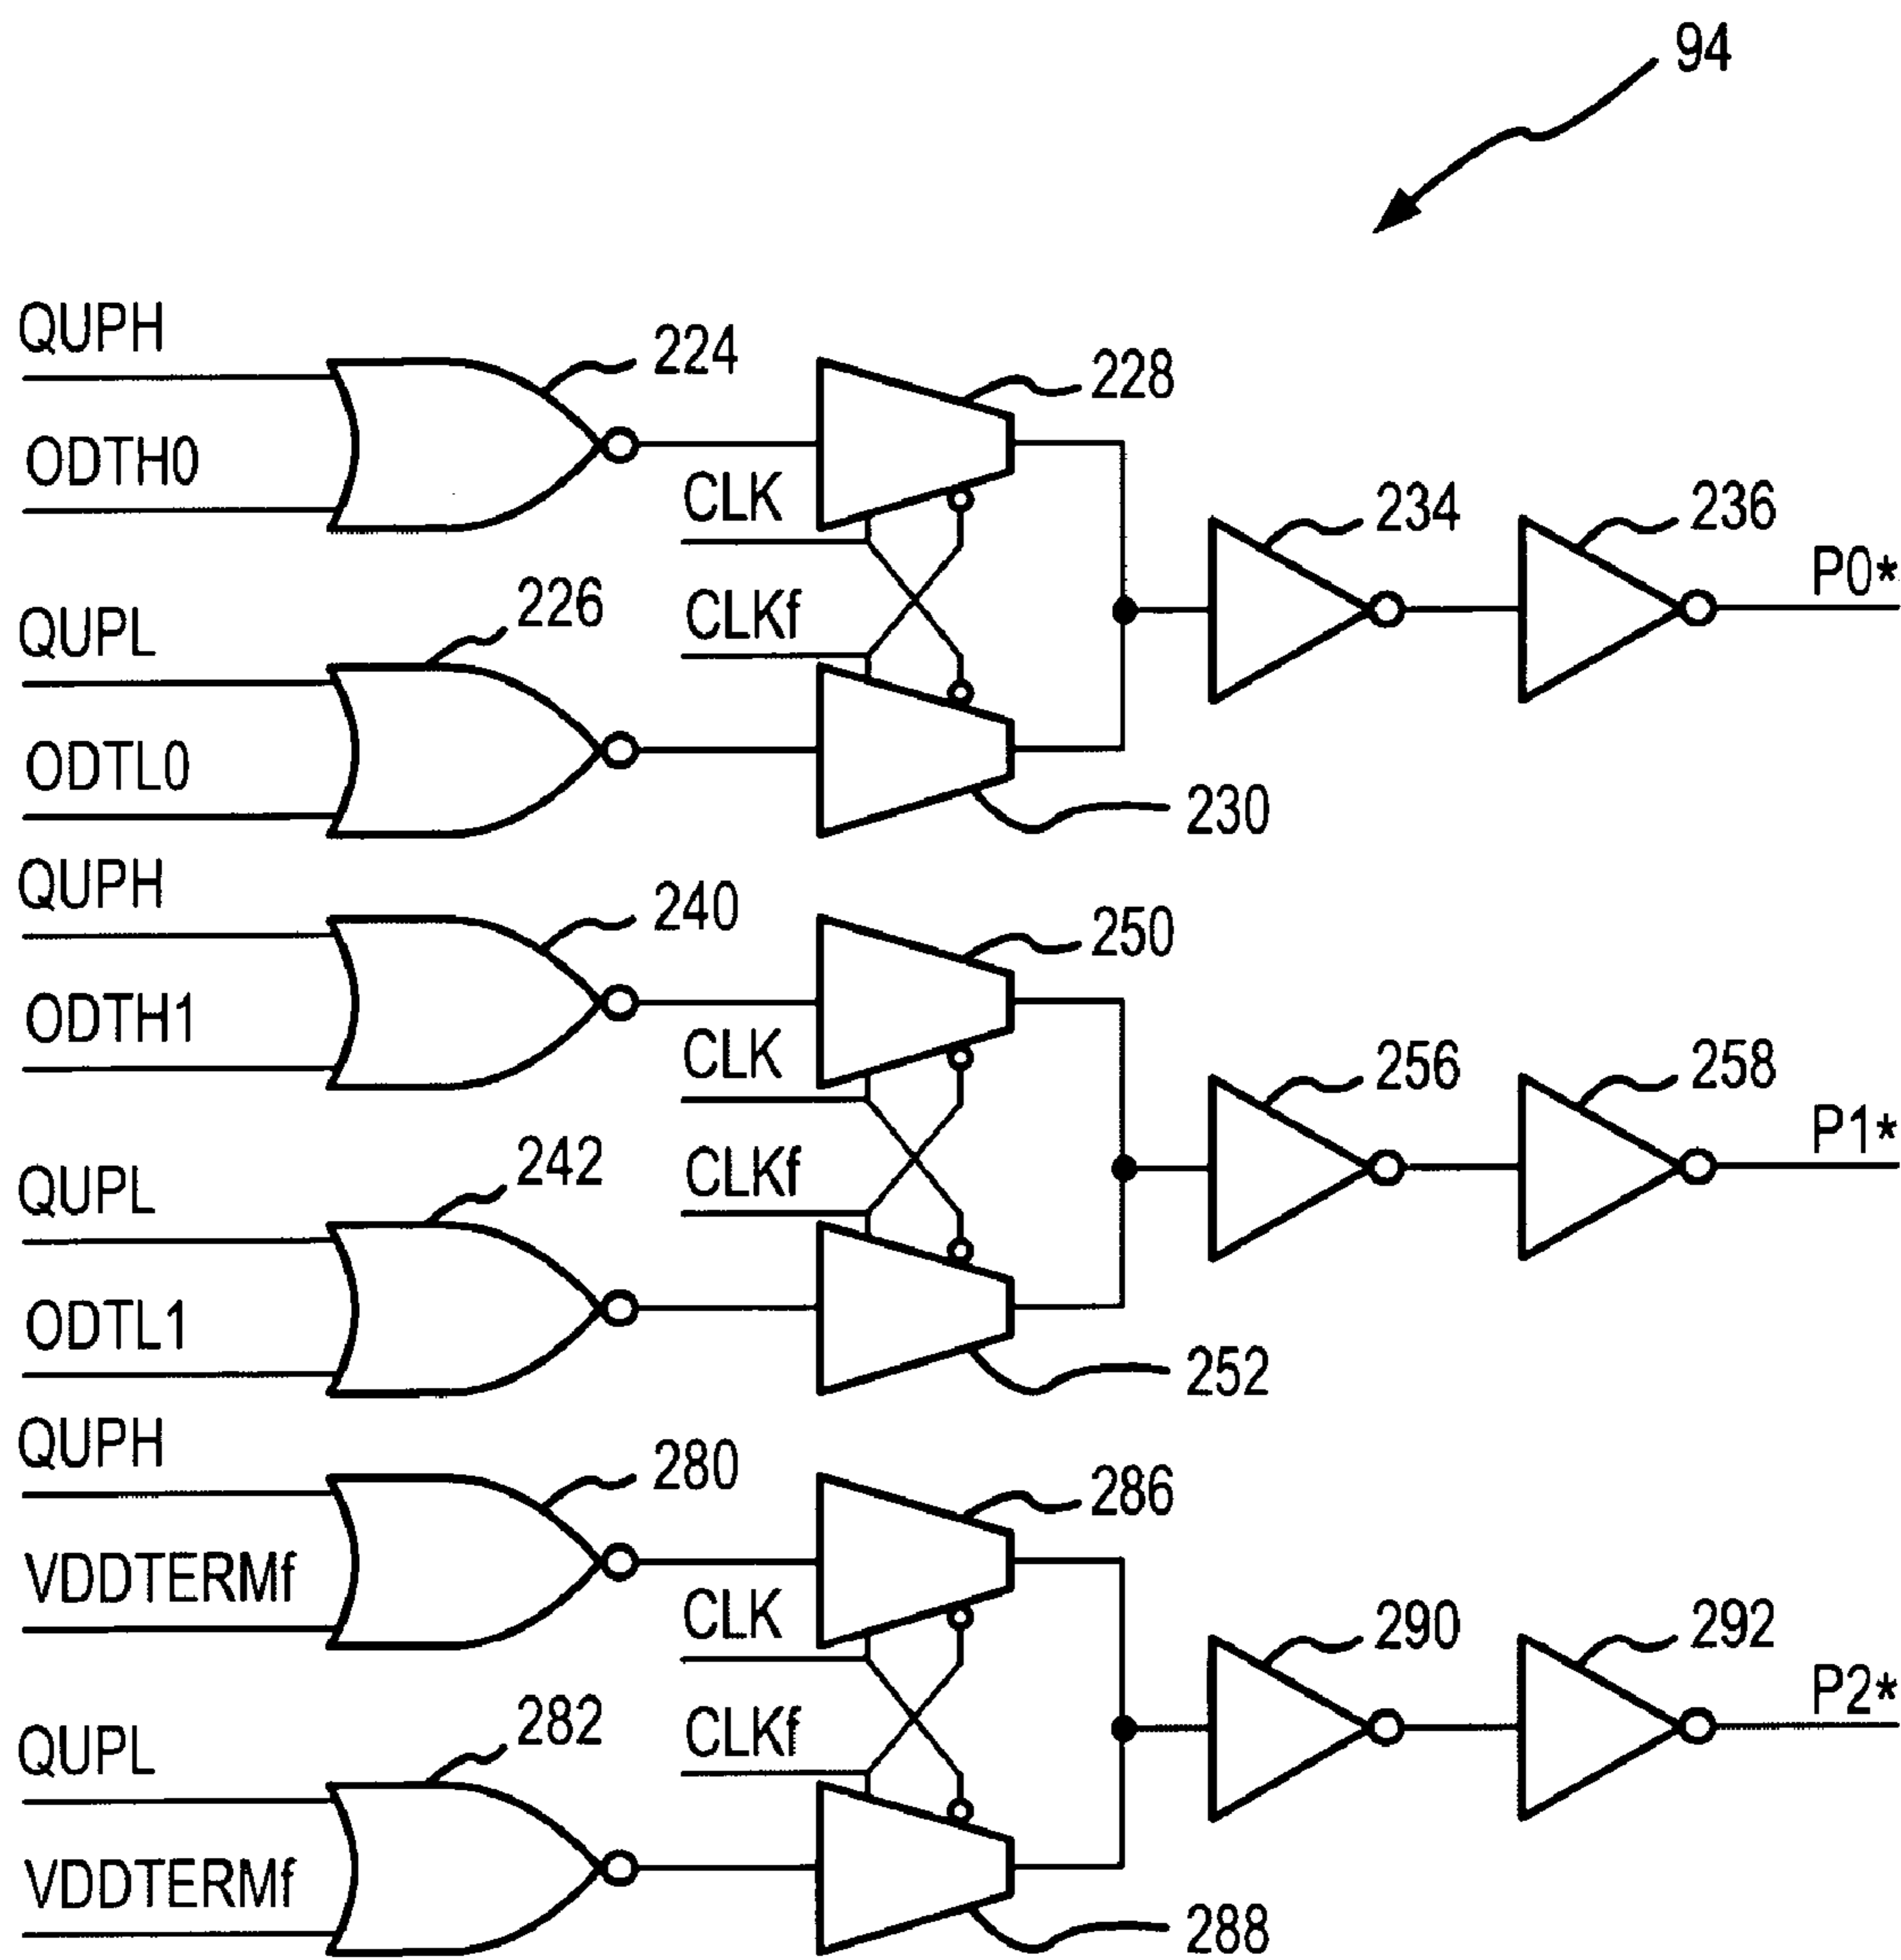 94
QUPH
224
228
ODTH0
CLK
234
236
P0*
QUPL
226
CLKf
ODTL0
230
QUPH
240
250
ODTH1
CLK
256
258
P1*
QUPL
242
CLKf
ODTL1
252
QUPH
280
286
VDDTERMf
CLK
290
292
P2*
QUPL
282
CLKf
VDDTERMf
288